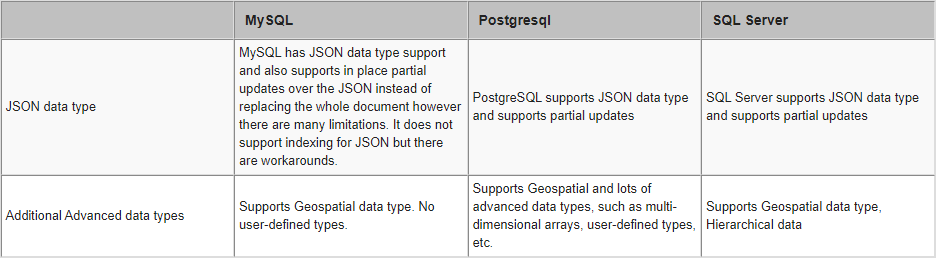 MySQL
Postgresql
SQL Server
JSON data type
MySQL has JSON data type support
and also supports in place partial
updates over the JSON instead of
replacing the whole document however
there are many limitations. It does not
support indexing for JSON but there
are workarounds.
PostgreSQL supports JSON data type
and supports partial updates
SQL Server supports JSON data type
and supports partial updates
Additional Advanced data types
Supports Geospatial data type. No
user-defined types.
Supports Geospatial and lots of
advanced data types, such as multi-
dimensional arrays, user-defined types,
etc.
Supports Geospatial data type,
Hierarchical data